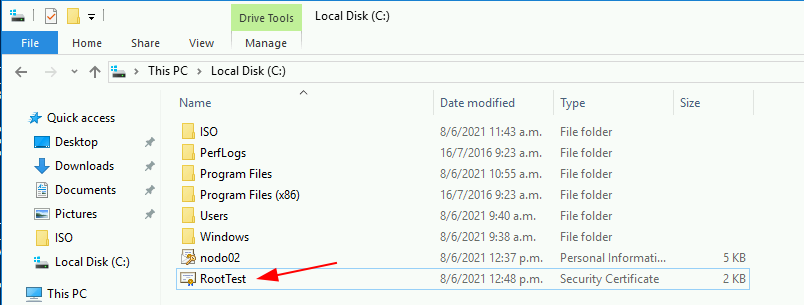 Drive Tools Local Disk (C:)
File Home Share View Manage
This PC Local Disk (C:)
Name Date modified Type Size
Quick access
Desktop
Downloads
Documents
Pictures
ISO
Local Disk (C:)
This PC
ISO 8/6/2021 11:43 a.m. File folder
PerfLogs 16/7/2016 9:23 a.m. File folder
Program Files 8/6/2021 10:55 a.m. File folder
Program Files (x86) 16/7/2016 9:23 a.m. File folder
Users 8/6/2021 9:40 a.m. File folder
Windows 8/6/2021 9:38 a.m. File folder
nodo02 8/6/2021 12:37 p.m. Personal Informati... 5 KB
RootTest 8/6/2021 12:48 p.m. Security Certificate 2 KB